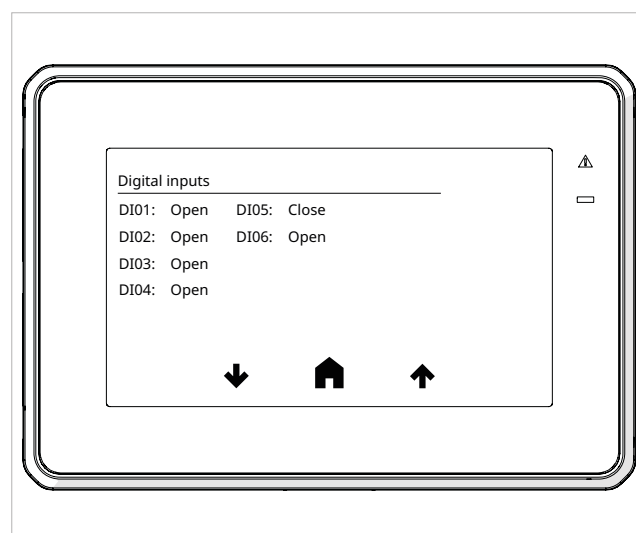 Digital inputs
DI01: Open DI05: Close
DI02: Open DI06: Open
DI03: Open
DI04: Open